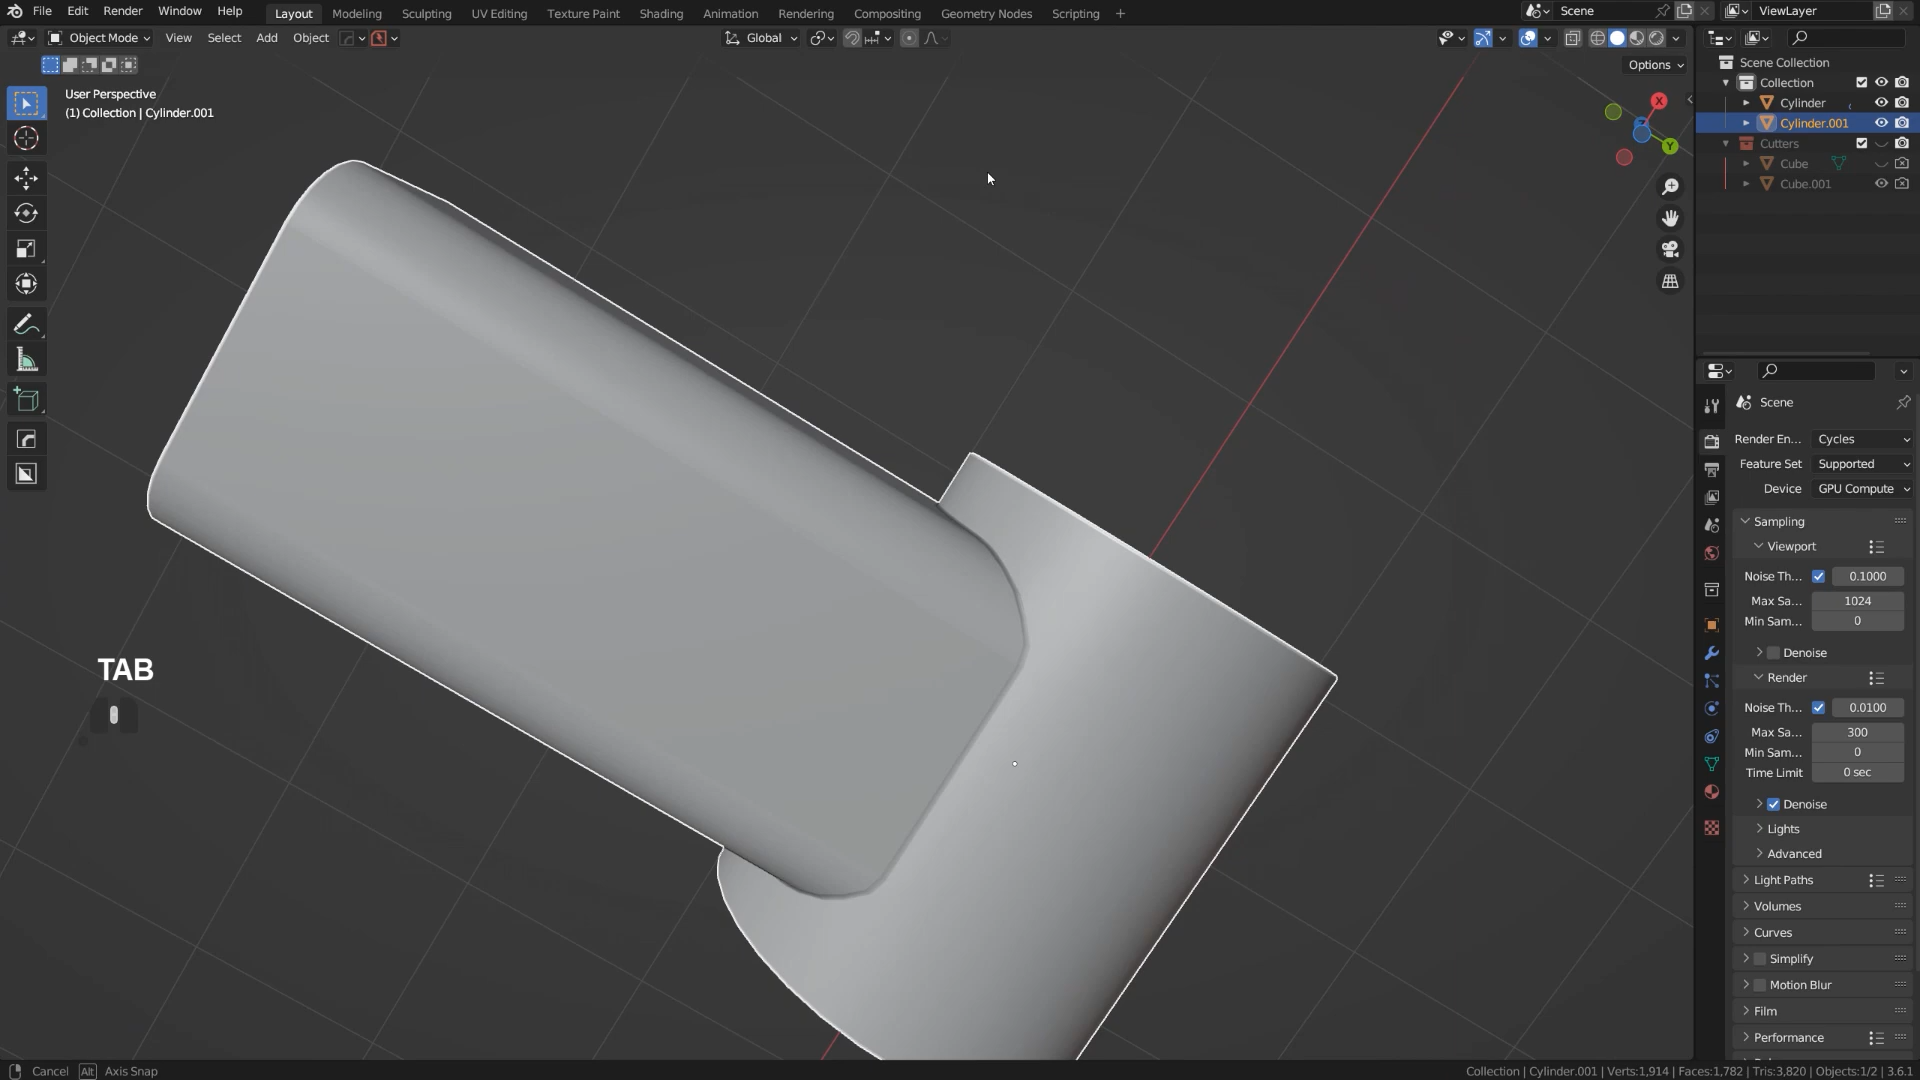 File Edit Render Window Help Layout Modeling Sculpting UV Editing Texture Paint Shading Animation Rendering Compositing Geometry Nodes Scripting + Scene ViewLayer
Object Mode View Select Add Object Global
Options
User Perspective
(1) Collection | Cylinder.001
X
Y
Z
TAB
Scene Collection
Collection
Cylinder
Cylinder.001
Cutters
Cube
Cube.001
Scene
Render En... Cycles
Feature Set Supported
Device GPU Compute
Sampling
Viewport
Noise Th... 0.1000
Max Sa... 1024
Min Sam... 0
Denoise
Render
Noise Th... 0.0100
Max Sa... 300
Min Sam... 0
Time Limit 0 sec
Denoise
Lights
Advanced
Light Paths
Volumes
Curves
Simplify
Motion Blur
Film
Performance
Cancel Alt Axis Snap
Collection | Cylinder.001 | Verts:1,914 | Faces:1,782 | Tris:3,820 | Objects:1/2 | 3.6.1